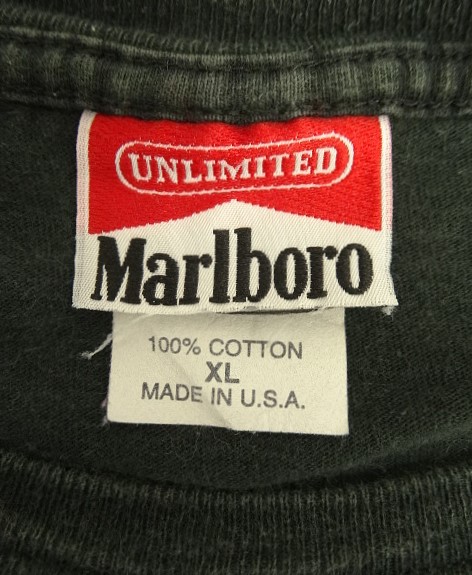 UNLIMITED
Marlboro
100% COTTON
XL
MADE IN U.S.A.